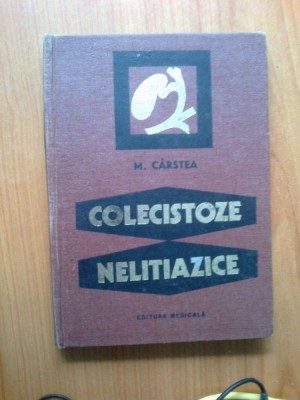 M. CÂRSTEA
COLECISTOZE
NELITIAZICE
EDITURA MEDICALĂ